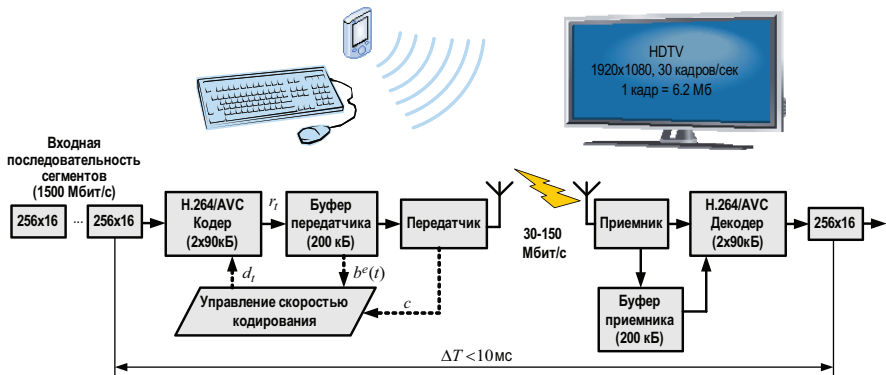 HDTV
1920x1080, 30 кадров/сек
1 кадр = 6.2 Мб
Входная
последовательность
сегментов
(1500 Мбит/с)
256x16
...
256x16
H.264/AVC
Кодер
(2x90кБ)
r_t
Буфер
передатчика
(200 кБ)
Передатчик
30-150
Мбит/с
Приемник
H.264/AVC
Декодер
(2x90кБ)
256x16
d_t
b^e(t)
c
Управление скоростью
кодирования
Буфер
приемника
(200 кБ)
ΔT <10мс